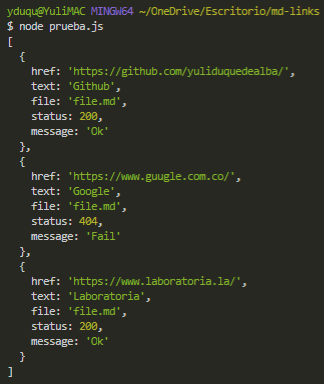 yduqu@YuliMAC MINGW64 ~/OneDrive/Escritorio/md-links
$ node prueba.js
[
  {
    href: 'https://github.com/yuliduquedealba/',
    text: 'Github',
    file: 'file.md',
    status: 200,
    message: 'Ok'
  },
  {
    href: 'https://www.guugle.com.co/',
    text: 'Google',
    file: 'file.md',
    status: 404,
    message: 'Fail'
  },
  {
    href: 'https://www.laboratoria.la/',
    text: 'Laboratoria',
    file: 'file.md',
    status: 200,
    message: 'Ok'
  }
]